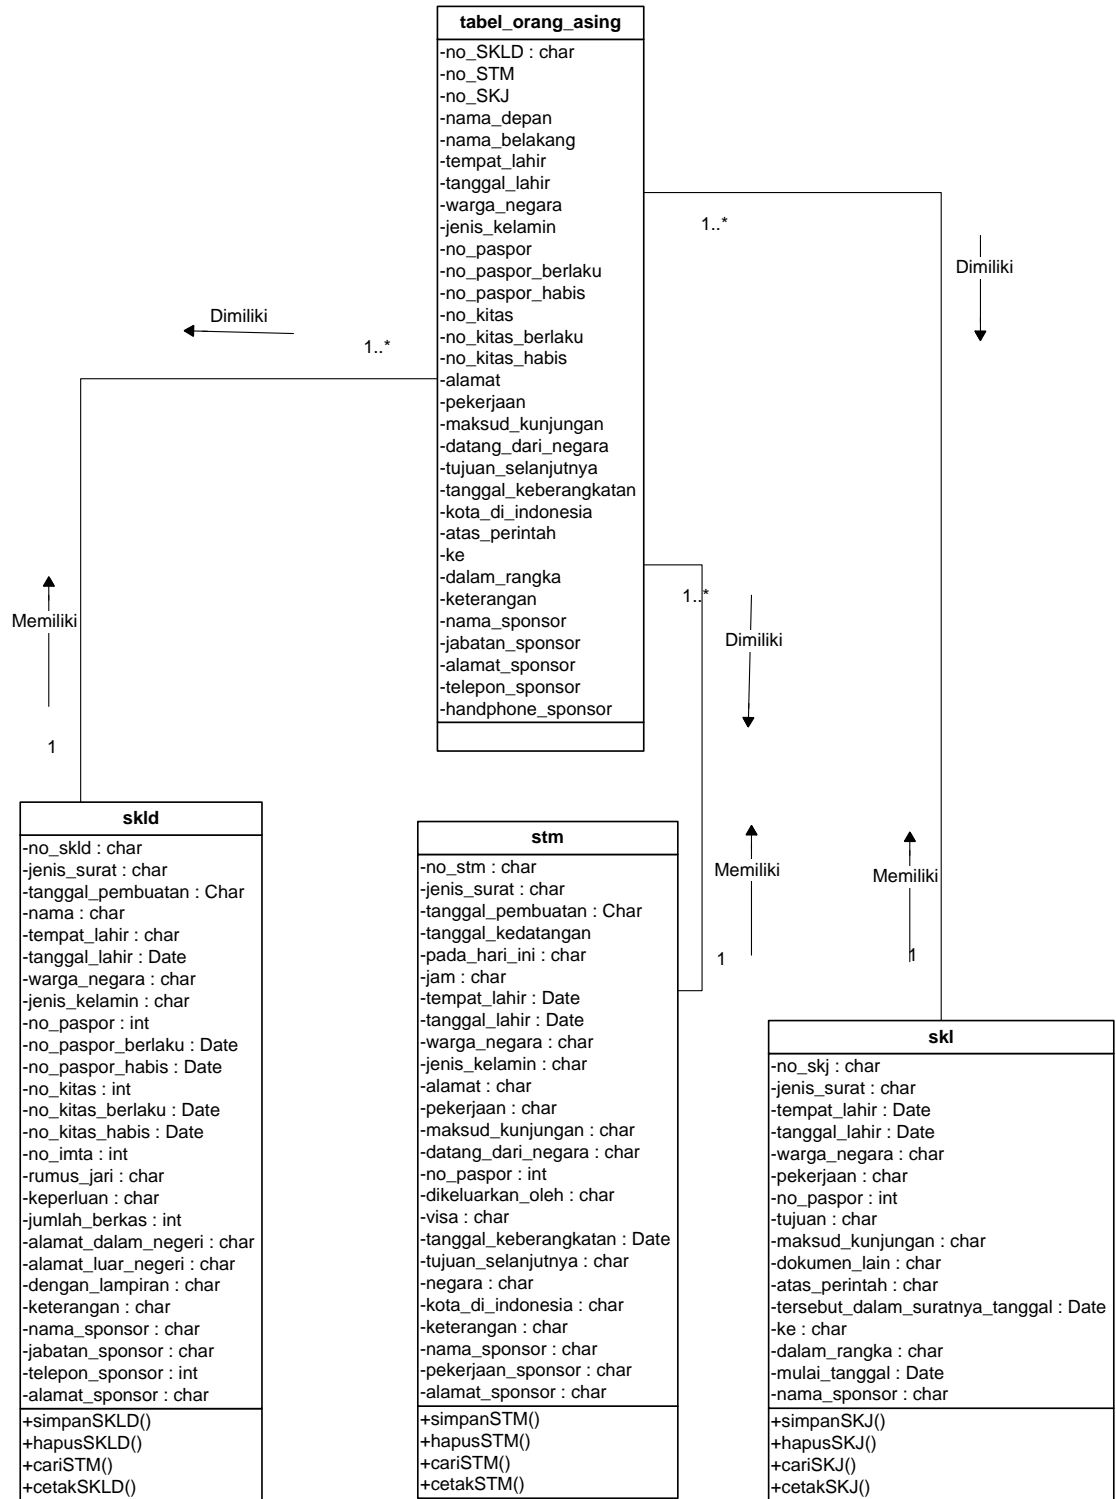 tabel_orang_asing
-no_SKLD : char
-no_STM
-no_SKJ
-nama_depan
-nama_belakang
-tempat_lahir
-tanggal_lahir
-warga_negara
-jenis_kelamin
-no_paspor
-no_paspor_berlaku
-no_paspor_habis
-no_kitas
-no_kitas_berlaku
-no_kitas_habis
-alamat
-pekerjaan
-maksud_kunjungan
-datang_dari_negara
-tujuan_selanjutnya
-tanggal_keberangkatan
-kota_di_indonesia
-atas_perintah
-ke
-dalam_rangka
-keterangan
-nama_sponsor
-jabatan_sponsor
-alamat_sponsor
-telepon_sponsor
-handphone_sponsor
1..*
Dimiliki
Dimiliki
1..*
1..*
Memiliki
Dimiliki
1
Memiliki
Memiliki
1
1
skld
-no_skld : char
-jenis_surat : char
-tanggal_pembuatan : Char
-nama : char
-tempat_lahir : char
-tanggal_lahir : Date
-warga_negara : char
-jenis_kelamin : char
-no_paspor : int
-no_paspor_berlaku : Date
-no_paspor_habis : Date
-no_kitas : int
-no_kitas_berlaku : Date
-no_kitas_habis : Date
-no_imta : int
-rumus_jari : char
-keperluan : char
-jumlah_berkas : int
-alamat_dalam_negeri : char
-alamat_luar_negeri : char
-dengan_lampiran : char
-keterangan : char
-nama_sponsor : char
-jabatan_sponsor : char
-telepon_sponsor : int
-alamat_sponsor : char
+simpanSKLD()
+hapusSKLD()
+cariSTM()
+cetakSKLD()
stm
-no_stm : char
-jenis_surat : char
-tanggal_pembuatan : Char
-tanggal_kedatangan
-pada_hari_ini : char
-jam : char
-tempat_lahir : Date
-tanggal_lahir : Date
-warga_negara : char
-jenis_kelamin : char
-alamat : char
-pekerjaan : char
-maksud_kunjungan : char
-datang_dari_negara : char
-no_paspor : int
-dikeluarkan_oleh : char
-visa : char
-tanggal_keberangkatan : Date
-tujuan_selanjutnya : char
-negara : char
-kota_di_indonesia : char
-keterangan : char
-nama_sponsor : char
-pekerjaan_sponsor : char
-alamat_sponsor : char
+simpanSTM()
+hapusSTM()
+cariSTM()
+cetakSTM()
skl
-no_skj : char
-jenis_surat : char
-tempat_lahir : Date
-tanggal_lahir : Date
-warga_negara : char
-pekerjaan : char
-no_paspor : int
-tujuan : char
-maksud_kunjungan : char
-dokumen_lain : char
-atas_perintah : char
-tersebut_dalam_suratnya_tanggal : Date
-ke : char
-dalam_rangka : char
-mulai_tanggal : Date
-nama_sponsor : char
+simpanSKJ()
+hapusSKJ()
+cariSKJ()
+cetakSKJ()